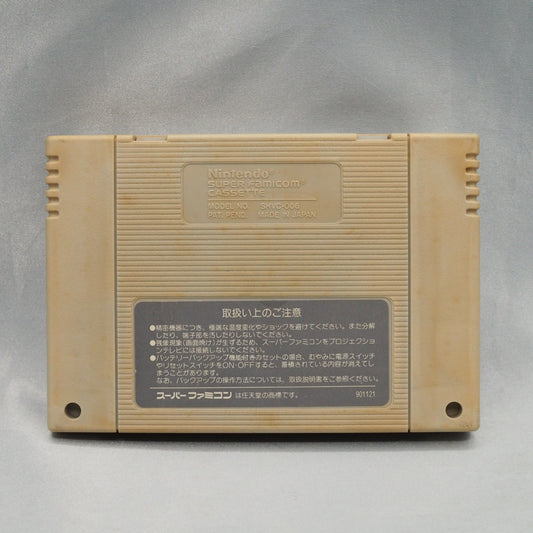 Nintendo
SUPER FAMICOM
CASSETTE
MODEL NO. SHVC-006
PAT. PEND. MADE IN JAPAN
取扱い上のご注意
●精密機器につき、極端な温度変化やショックを避けてください。また分解
したり、端子部を汚したりしないでください。
●残像現象(画面焼け)が生ずるため、スーパーファミコンをプロジェクション
テレビには接続しないでください。
●バッテリーバックアップ機能付きのセットの場合、むやみに電源スイッチ
やリセットスイッチをON・OFFすると、蓄積されている内容が消えてし
まうことがあります。
なお、バックアップの操作方法については、取扱説明書をご参照ください。
スーパーファミコン は任天堂の商標です。 901121